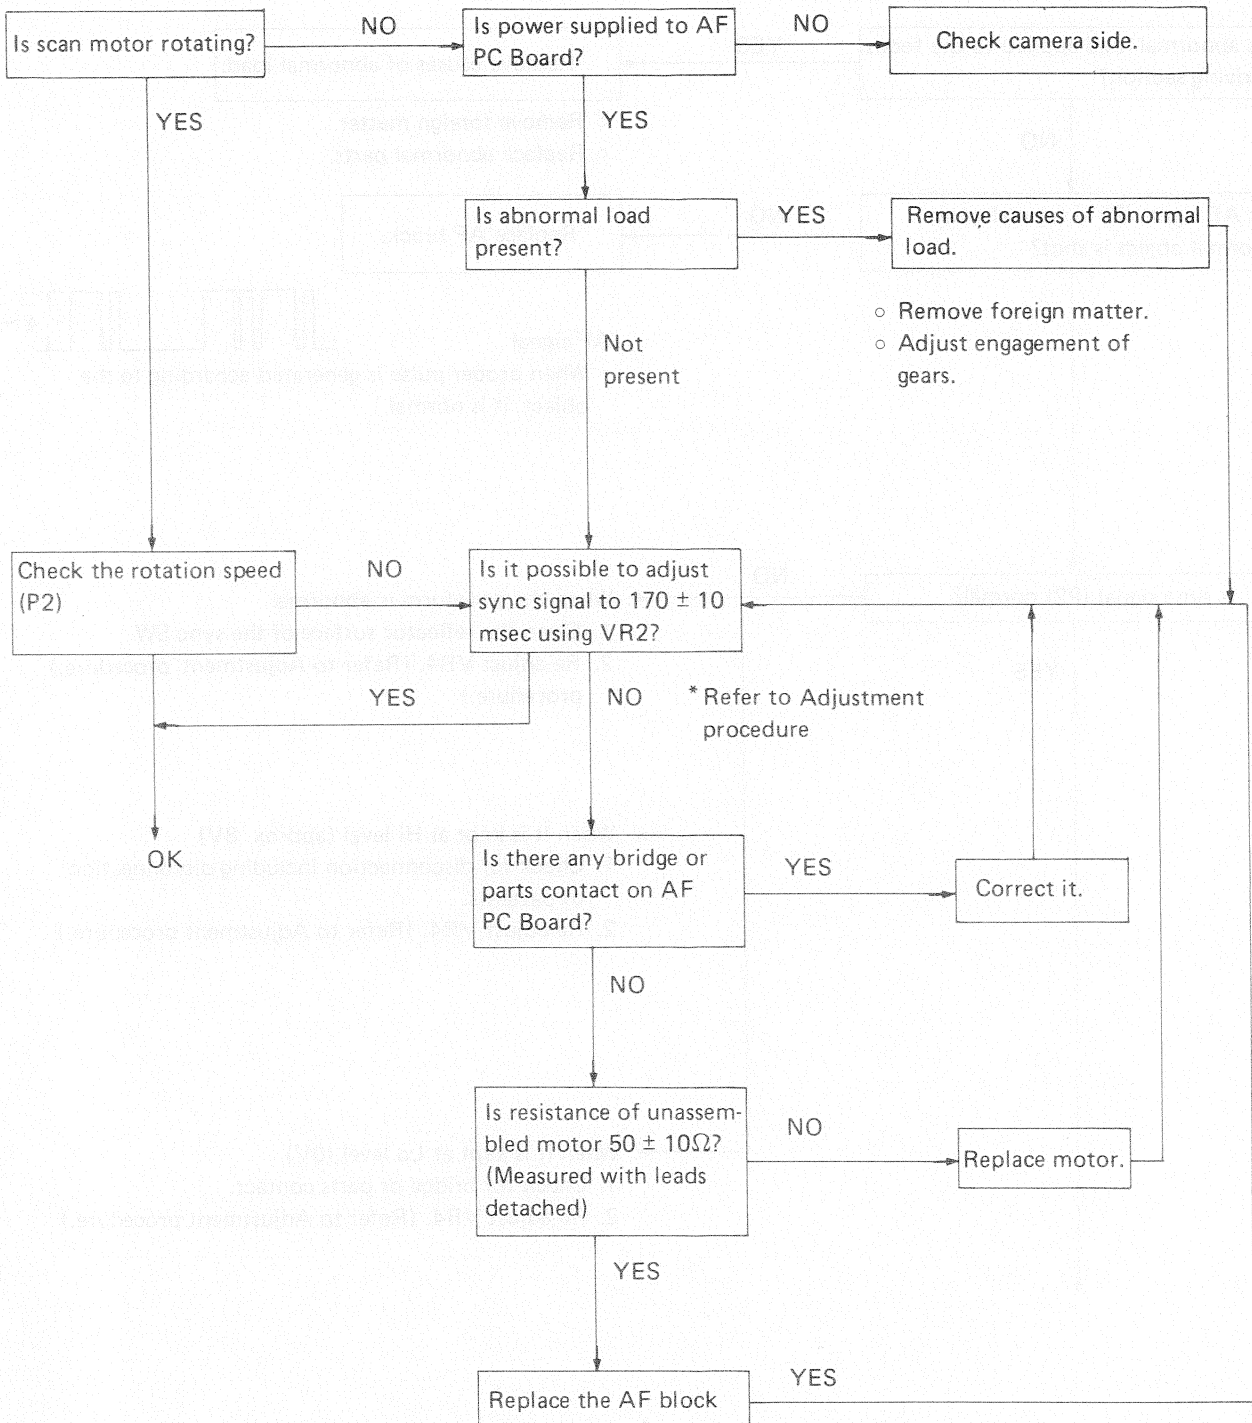 Is scan motor rotating?
NO
Is power supplied to AF
PC Board?
NO
Check camera side.
YES
YES
Is abnormal load
present?
YES
Remove causes of abnormal
load.
○ Remove foreign matter.
○ Adjust engagement of
gears.
Not
present
Check the rotation speed
(P2)
NO
Is it possible to adjust
sync signal to 170 ± 10
msec using VR2?
YES
NO
* Refer to Adjustment
procedure
OK
Is there any bridge or
parts contact on AF
PC Board?
YES
Correct it.
NO
Is resistance of unassem-
bled motor 50 ± 10Ω?
(Measured with leads
detached)
NO
Replace motor.
YES
Replace the AF block
YES